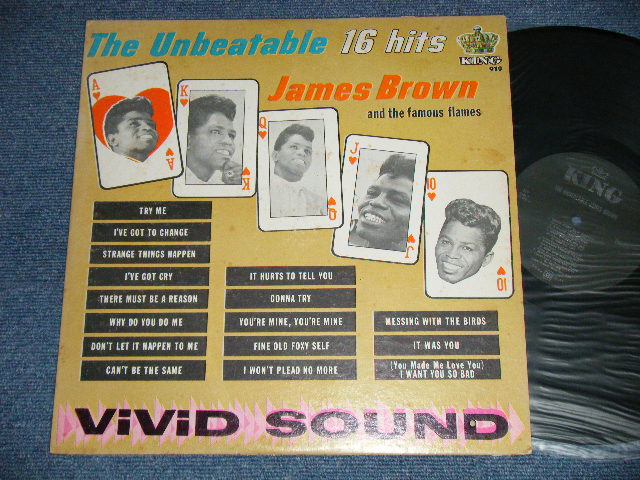 The Unbeatable 16 hits
KING
919
James Brown
and the famous flames
A
A
K
K
Q
Q
J
J
10
10
TRY ME
I'VE GOT TO CHANGE
STRANGE THINGS HAPPEN
I'VE GOT CRY
THERE MUST BE A REASON
WHY DO YOU DO ME
DON'T LET IT HAPPEN TO ME
CAN'T BE THE SAME
IT HURTS TO TELL YOU
GONNA TRY
YOU'RE MINE, YOU'RE MINE
FINE OLD FOXY SELF
I WON'T PLEAD NO MORE
MESSING WITH THE BIRDS
IT WAS YOU
(You Made Me Love You)
I WANT YOU SO BAD
ViViD SOUND
KING